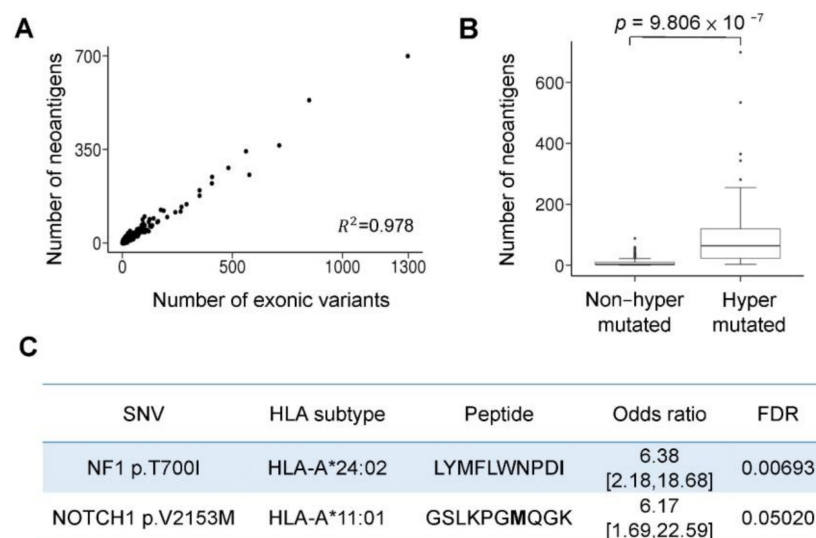 A
700
350
0
Number of neoantigens
R²=0.978
0 500 1000 1300
Number of exonic variants
B
p = 9.806 × 10 ⁻⁷
Number of neoantigens
600
400
200
0
Non-hyper mutated
Hyper mutated
C
SNV HLA subtype Peptide Odds ratio FDR
NF1 p.T700I HLA-A*24:02 LYMFLWNPDI 6.38 [2.18,18.68] 0.00693
NOTCH1 p.V2153M HLA-A*11:01 GSLKPGMQGK 6.17 [1.69,22.59] 0.05020